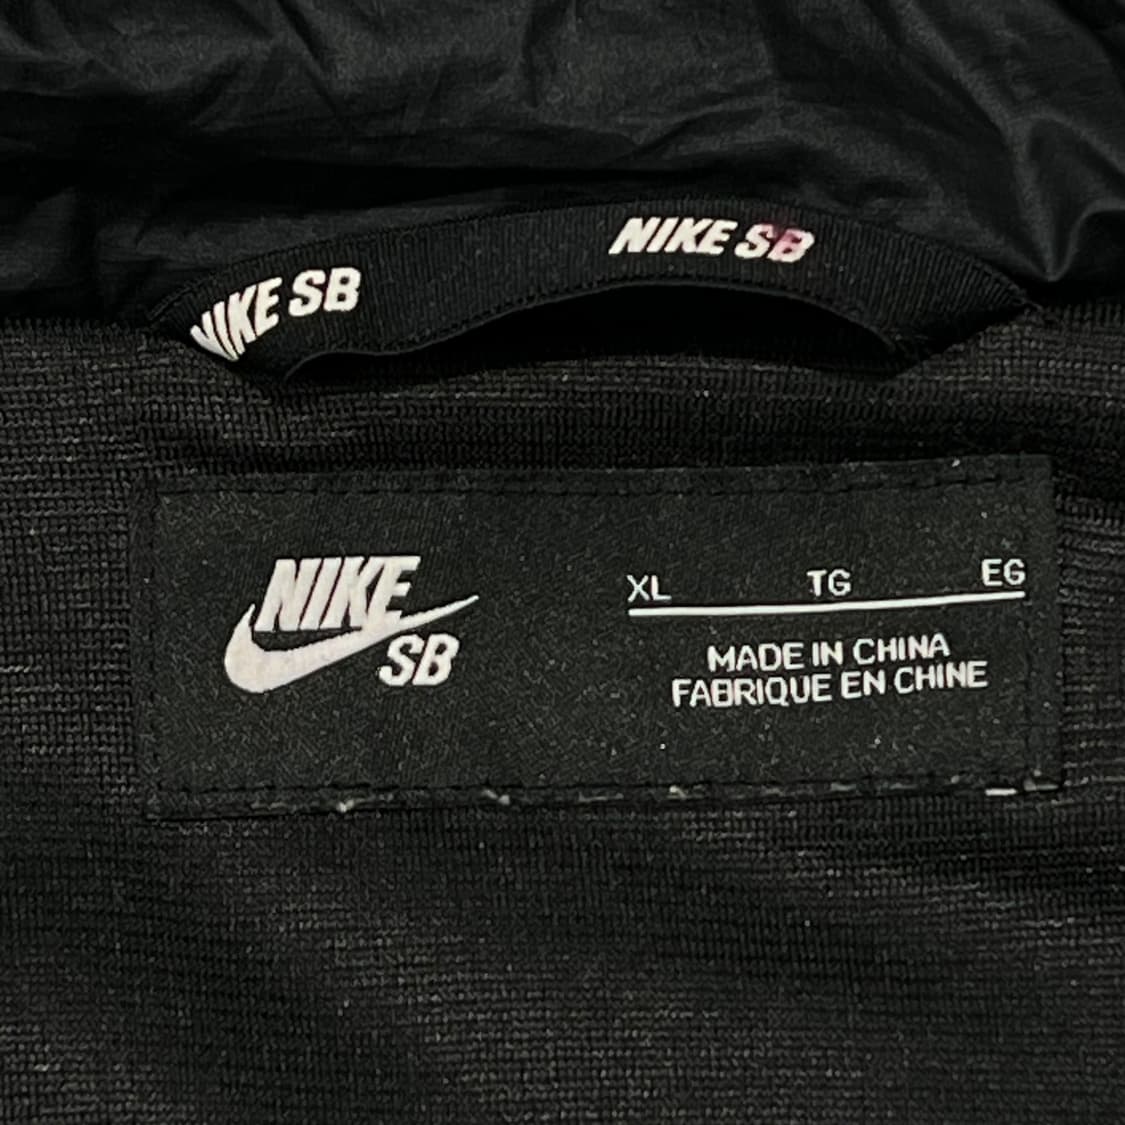 NIKE SB
NIKE SB
NIKE
SB
XL TG EG
MADE IN CHINA
FABRIQUE EN CHINE